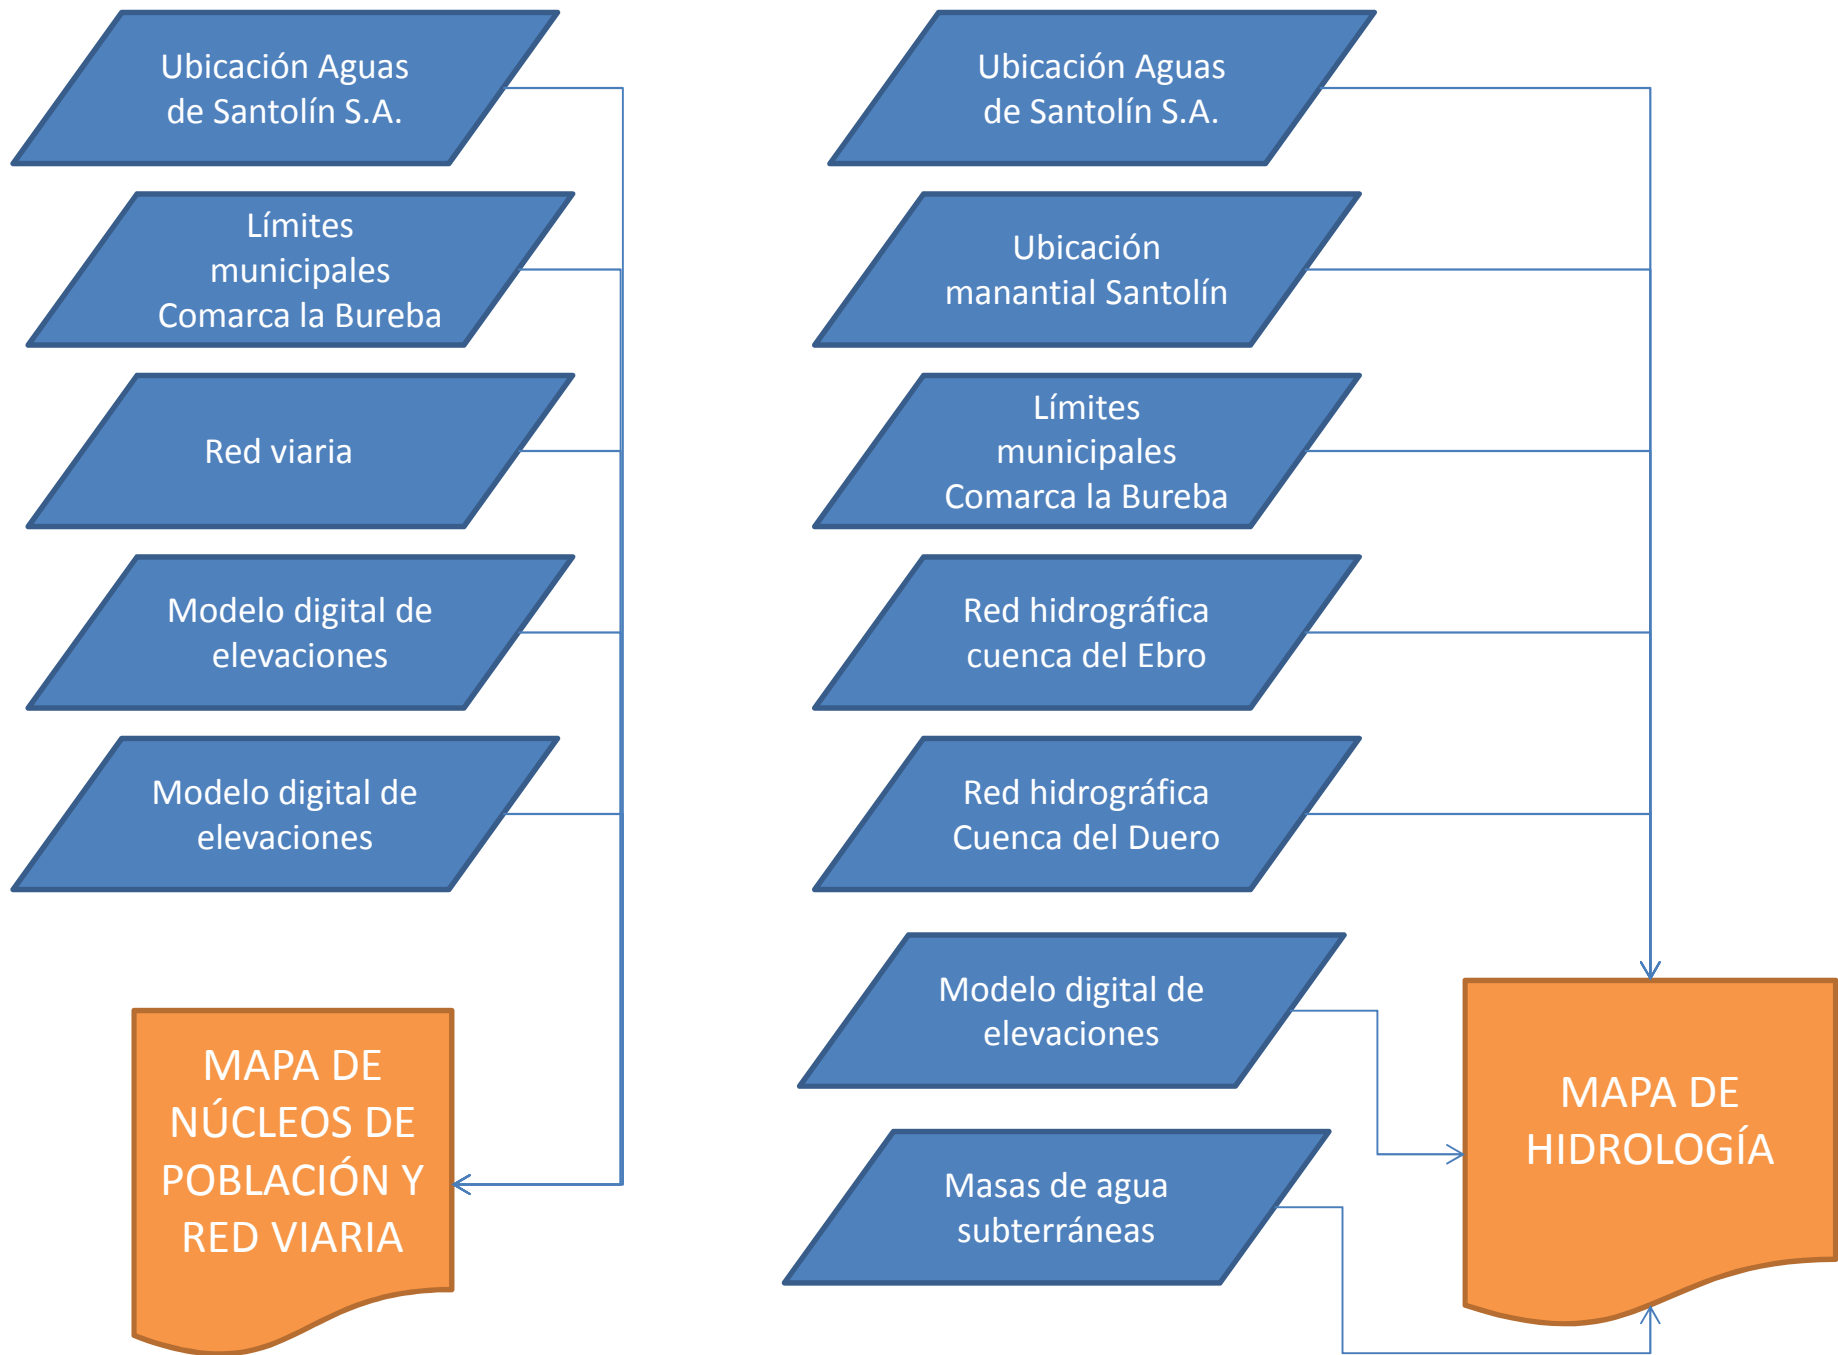 Ubicación Aguas
de Santolín S.A.
Límites
municipales
Comarca la Bureba
Red viaria
Modelo digital de
elevaciones
Modelo digital de
elevaciones
MAPA DE
NÚCLEOS DE
POBLACIÓN Y
RED VIARIA
Ubicación Aguas
de Santolín S.A.
Ubicación
manantial Santolín
Límites
municipales
Comarca la Bureba
Red hidrográfica
cuenca del Ebro
Red hidrográfica
Cuenca del Duero
Modelo digital de
elevaciones
Masas de agua
subterráneas
MAPA DE
HIDROLOGÍA